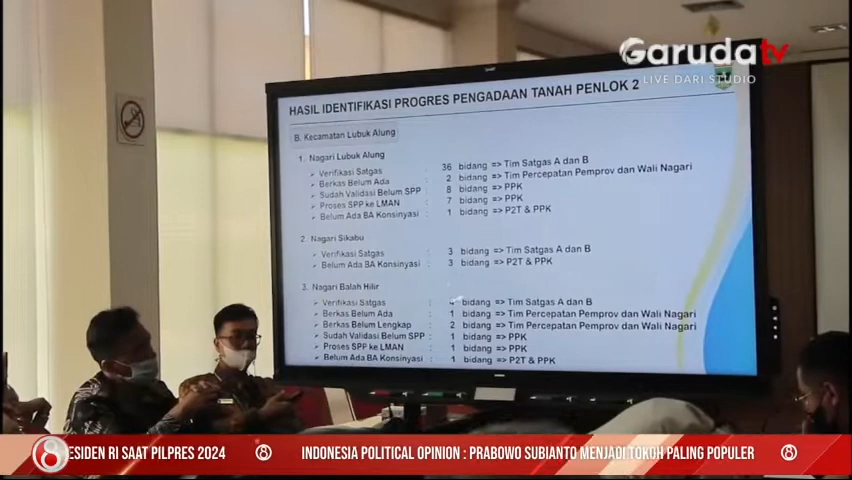 Garuda tv
LIVE DARI STUDIO
HASIL IDENTIFIKASI PROGRES PENGADAAN TANAH PENLOK 2
B. Kecamatan Lubuk Alung
1. Nagari Lubuk Alung
➢ Verifikasi Satgas : 36 bidang => Tim Satgas A dan B
➢ Berkas Belum Ada : 2 bidang => Tim Percepatan Pemprov dan Wali Nagari
➢ Sudah Validasi Belum SPP : 8 bidang => PPK
➢ Proses SPP ke LMAN : 7 bidang => PPK
➢ Belum Ada BA Konsinyasi : 1 bidang => P2T & PPK
2. Nagari Sikabu
➢ Verifikasi Satgas : 3 bidang => Tim Satgas A dan B
➢ Belum Ada BA Konsinyasi : 3 bidang => P2T & PPK
3. Nagari Balah Hilir
➢ Verifikasi Satgas : 4 bidang => Tim Satgas A dan B
➢ Berkas Belum Ada : 1 bidang => Tim Percepatan Pemprov dan Wali Nagari
➢ Berkas Belum Lengkap : 2 bidang => Tim Percepatan Pemprov dan Wali Nagari
➢ Sudah Validasi Belum SPP : 1 bidang => PPK
➢ Proses SPP ke LMAN : 1 bidang => PPK
➢ Belum Ada BA Konsinyasi : 1 bidang => P2T & PPK
8 ESIDEN RI SAAT PILPRES 2024 8 INDONESIA POLITICAL OPINION : PRABOWO SUBIANTO MENJADI TOKOH PALING POPULER 8